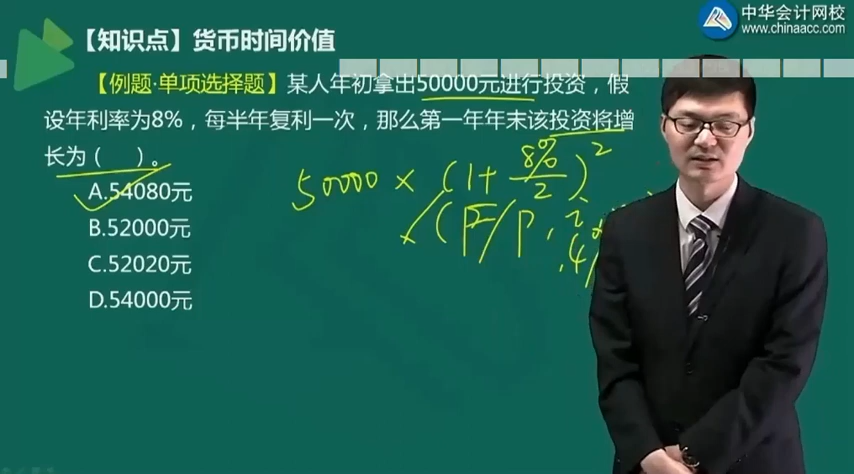 中华会计网校
www.chinaacc.com
【知识点】货币时间价值
【例题·单项选择题】某人年初拿出50000元进行投资，假
设年利率为8%，每半年复利一次，那么第一年年末该投资将增
长为（ ）。
A.54080元
B.52000元
C.52020元
D.54000元
50000 × (1+ 8%/2)²
×(F/P,